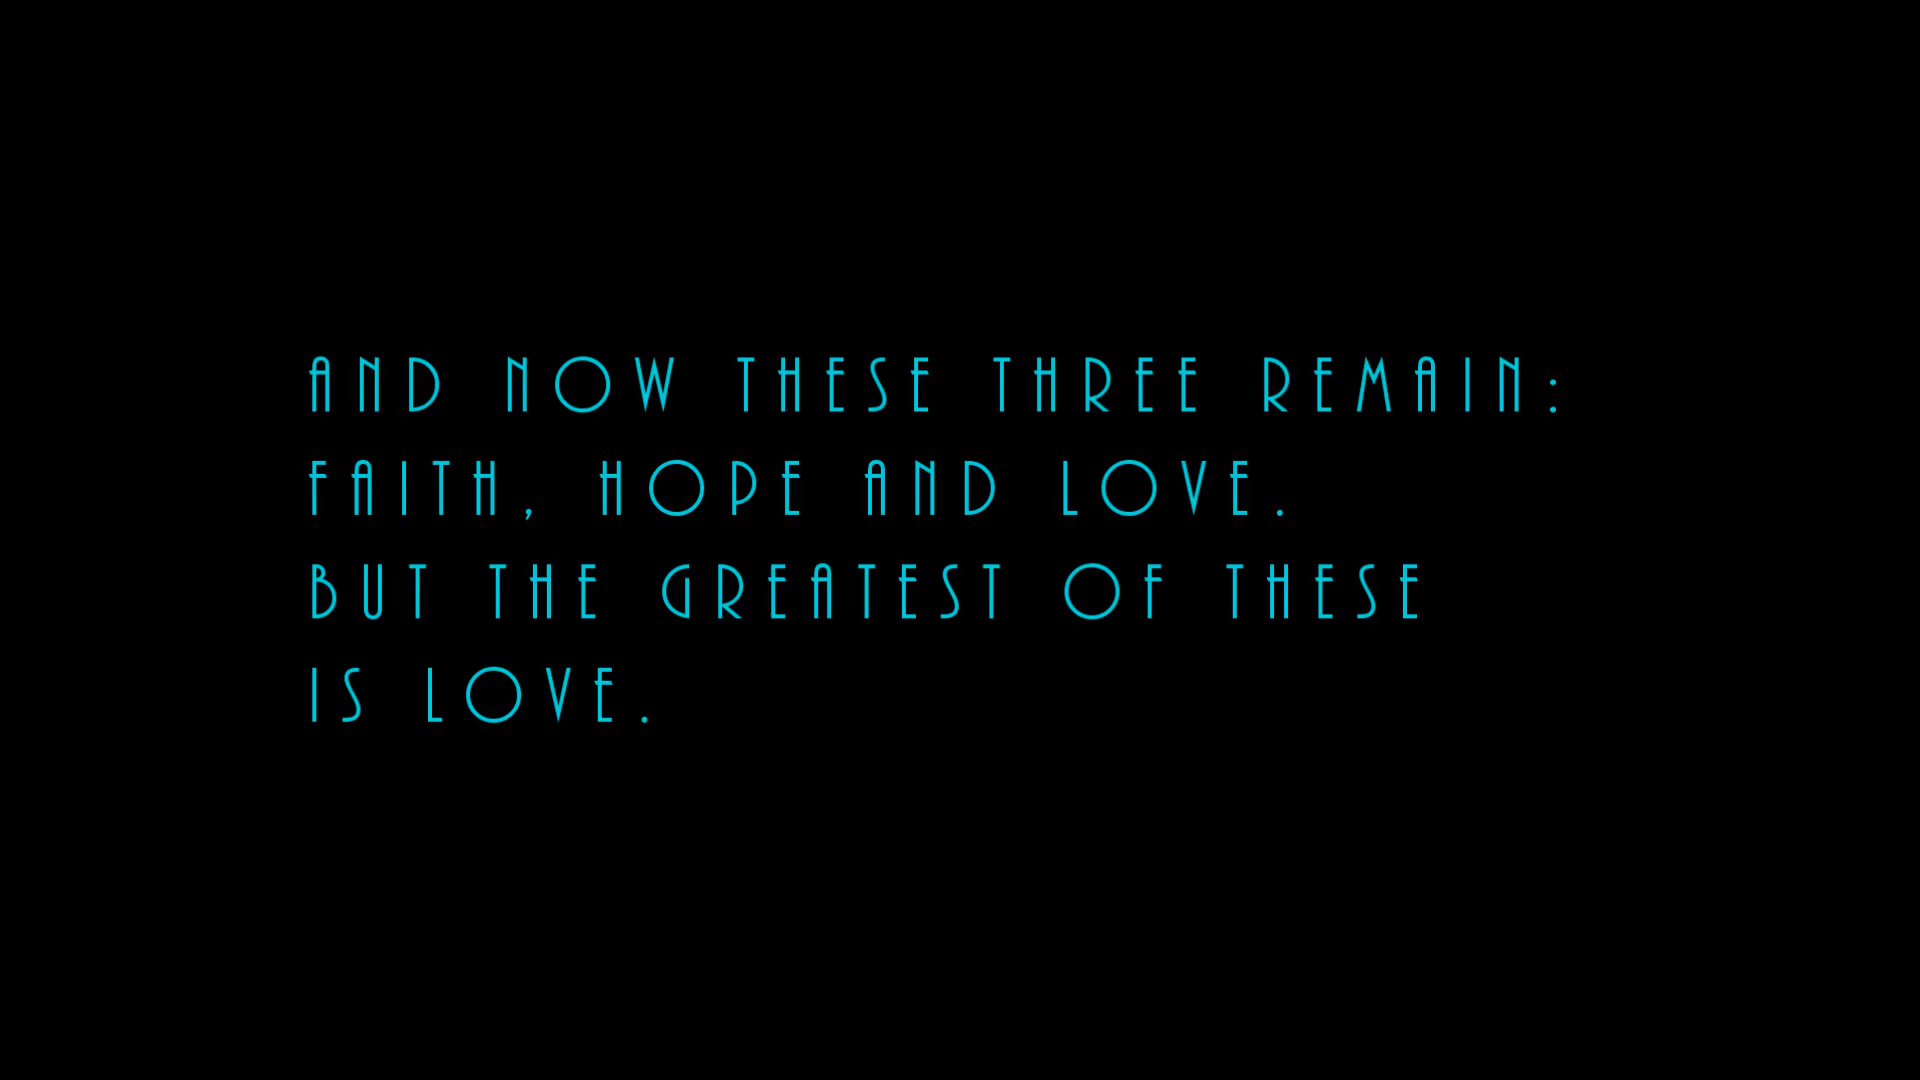 AND NOW THESE THREE REMAIN:
FAITH, HOPE AND LOVE.
BUT THE GREATEST OF THESE
IS LOVE.